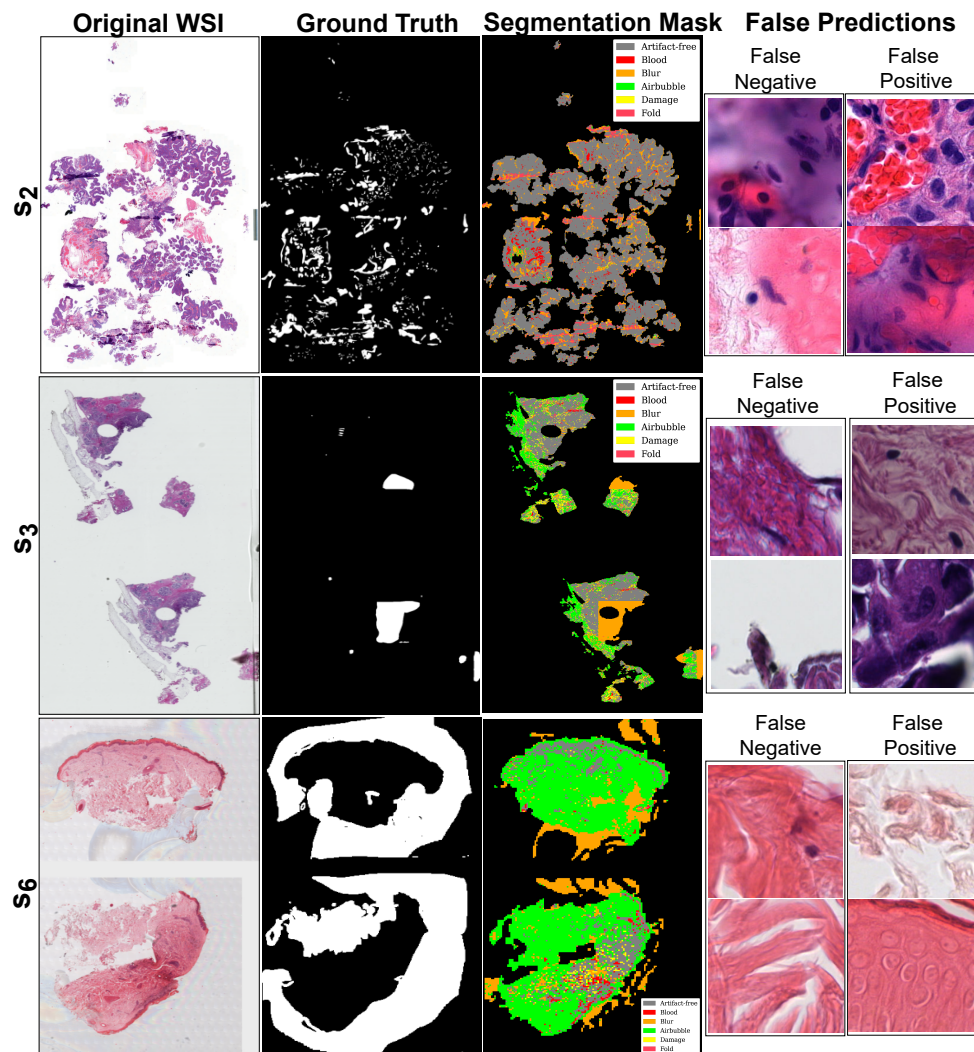 Original WSI
Ground Truth
Segmentation Mask
False Predictions
s2
Artifact-free
Blood
Blur
Airbubble
Damage
Fold
False
Negative
False
Positive
s3
Artifact-free
Blood
Blur
Airbubble
Damage
Fold
False
Negative
False
Positive
s6
Artifact-free
Blood
Blur
Airbubble
Damage
Fold
False
Negative
False
Positive